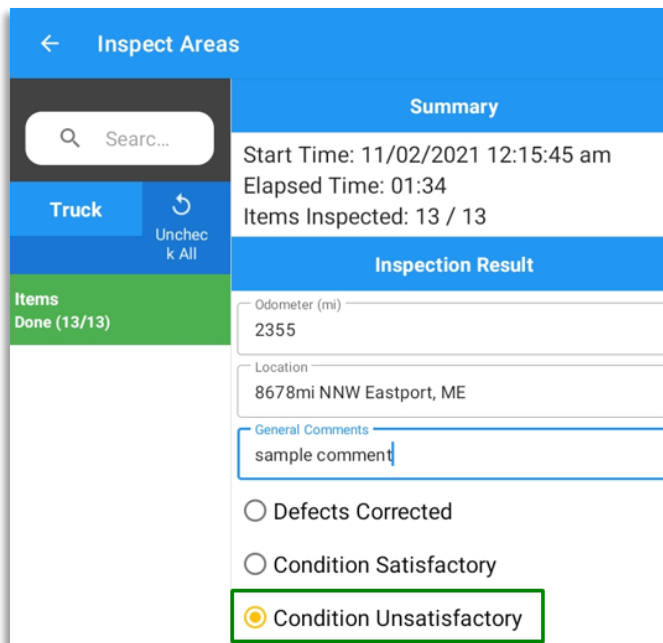 Inspect Areas
Searc...
Truck
Unchec
k All
Items
Done (13/13)
Summary
Start Time: 11/02/2021 12:15:45 am
Elapsed Time: 01:34
Items Inspected: 13 / 13
Inspection Result
Odometer (mi)
2355
Location
8678mi NNW Eastport, ME
General Comments
sample comment
Defects Corrected
Condition Satisfactory
Condition Unsatisfactory